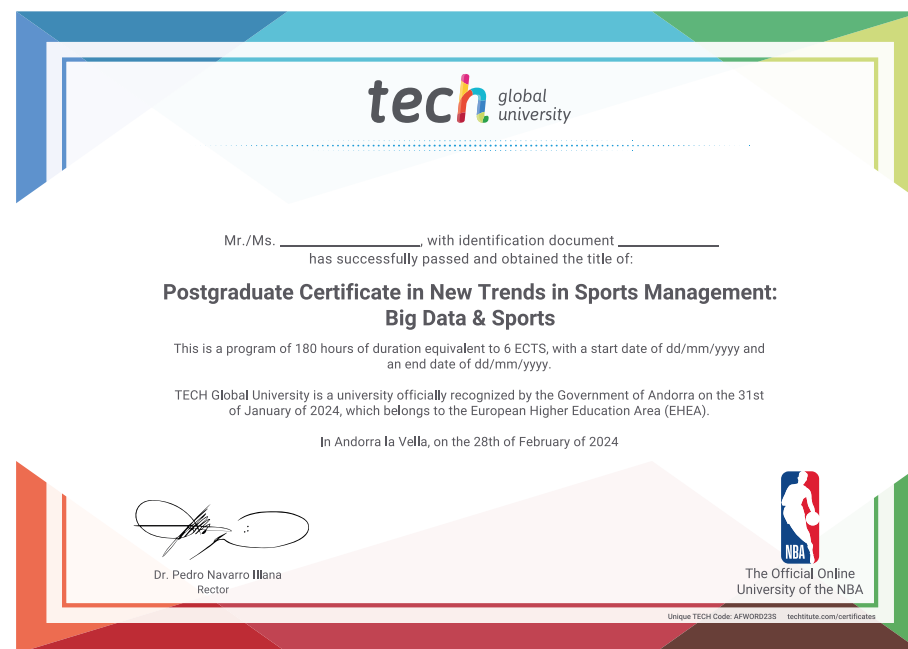 tech global university
Mr./Ms. ____________, with identification document ____________
has successfully passed and obtained the title of:
Postgraduate Certificate in New Trends in Sports Management:
Big Data & Sports
This is a program of 180 hours of duration equivalent to 6 ECTS, with a start date of dd/mm/yyyy and
an end date of dd/mm/yyyy.
TECH Global University is a university officially recognized by the Government of Andorra on the 31st
of January of 2024, which belongs to the European Higher Education Area (EHEA).
In Andorra la Vella, on the 28th of February of 2024
NBA
Dr. Pedro Navarro Illana
Rector
The Official Online
University of the NBA
Unique TECH Code: AFWORD23S techtitute.com/certificates